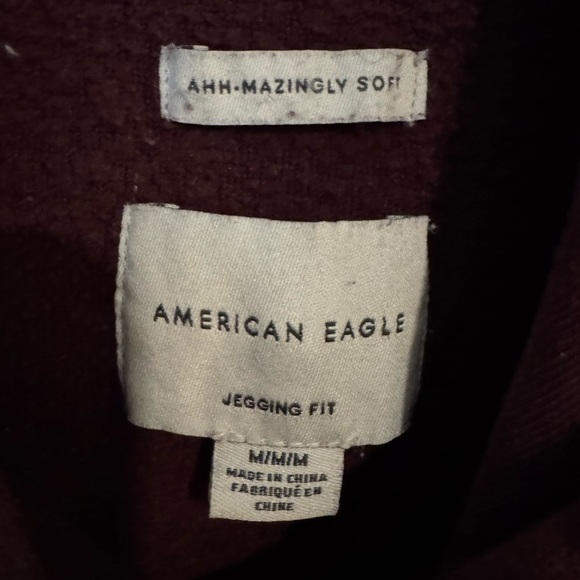 AHH-MAZINGLY SOFT
AMERICAN EAGLE
JEGGING FIT
M/M/M
MADE IN CHINA
FABRIQUÉ EN
CHINE